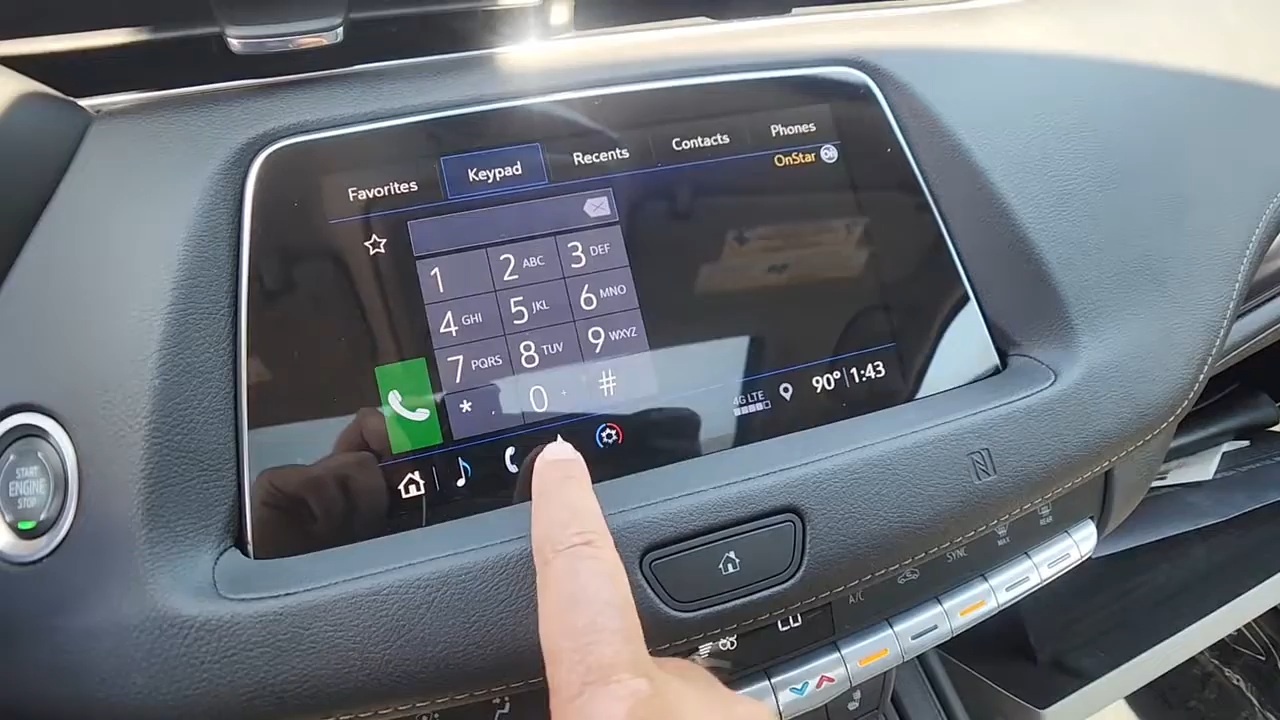 Favorites Keypad Recents Contacts Phones
OnStar
1 2 ABC 3 DEF
4 GHI 5 JKL 6 MNO
7 PQRS 8 TUV 9 WXYZ
* 0 #
4G LTE 90° 1:43
START
ENGINE
STOP
A/C SYNC MAX REAR